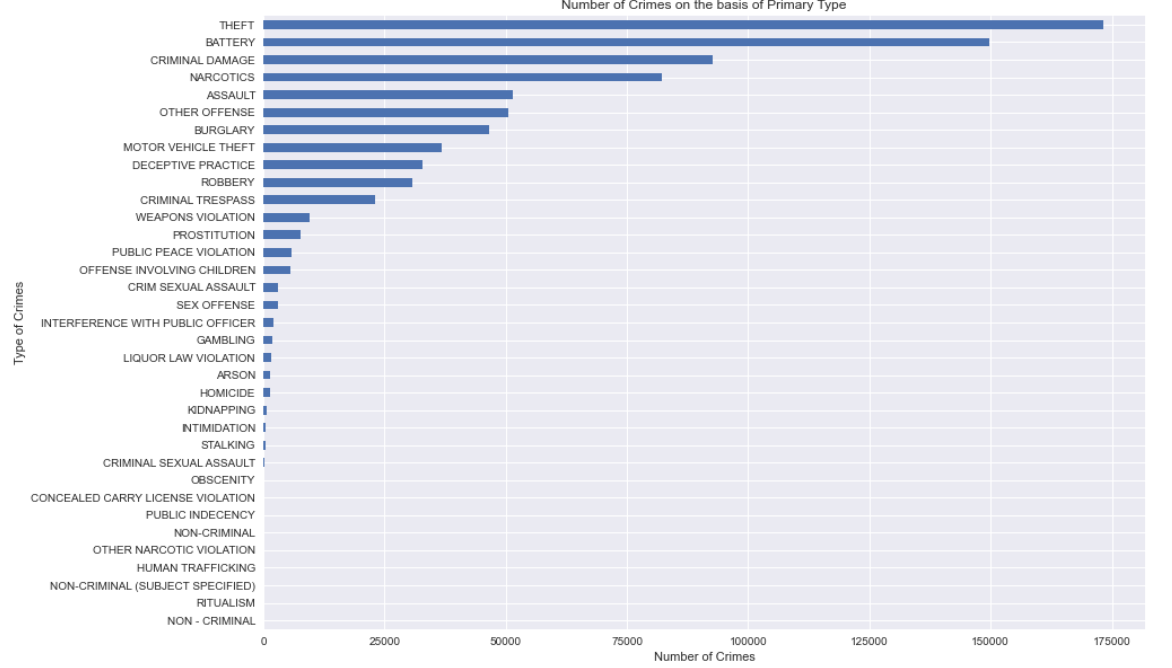 Number of Crimes on the basis of Primary Type
THEFT
BATTERY
CRIMINAL DAMAGE
NARCOTICS
ASSAULT
OTHER OFFENSE
BURGLARY
MOTOR VEHICLE THEFT
DECEPTIVE PRACTICE
ROBBERY
CRIMINAL TRESPASS
WEAPONS VIOLATION
PROSTITUTION
PUBLIC PEACE VIOLATION
OFFENSE INVOLVING CHILDREN
CRIM SEXUAL ASSAULT
SEX OFFENSE
INTERFERENCE WITH PUBLIC OFFICER
GAMBLING
LIQUOR LAW VIOLATION
ARSON
HOMICIDE
KIDNAPPING
INTIMIDATION
STALKING
CRIMINAL SEXUAL ASSAULT
OBSCENITY
CONCEALED CARRY LICENSE VIOLATION
PUBLIC INDECENCY
NON-CRIMINAL
OTHER NARCOTIC VIOLATION
HUMAN TRAFFICKING
NON-CRIMINAL (SUBJECT SPECIFIED)
RITUALISM
NON - CRIMINAL
Type of Crimes
0 25000 50000 75000 100000 125000 150000 175000
Number of Crimes